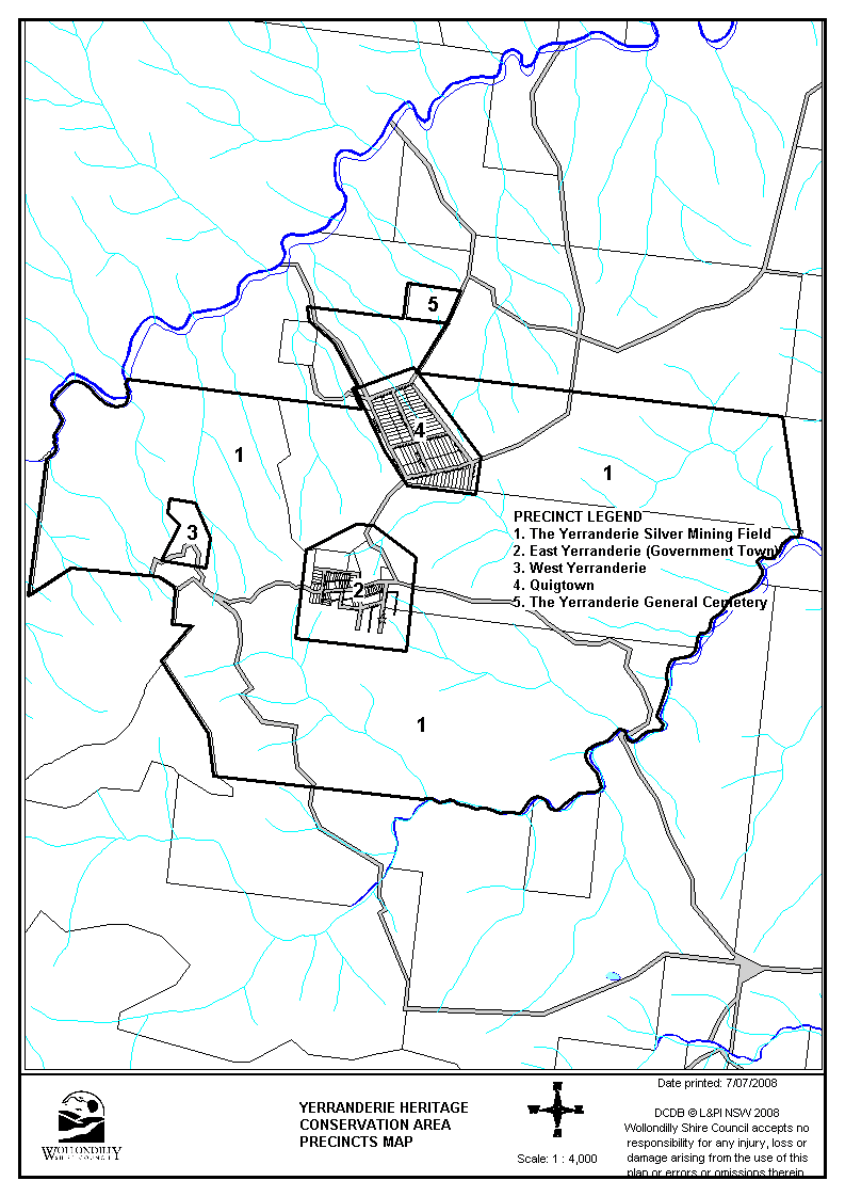 5
4
1
1
3
PRECINCT LEGEND
1. The Yerranderie Silver Mining Field
2. East Yerranderie (Government Town)
3. West Yerranderie
4. Quigtown
5. The Yerranderie General Cemetery
2
1
WOLLONDILLY
SHIRE COUNCIL
YERRANDERIE HERITAGE
CONSERVATION AREA
PRECINCTS MAP
N
W E
S
Scale: 1 : 4,000
Date printed: 7/07/2008
DCDB © L&PI NSW 2008
Wollondilly Shire Council accepts no
responsibility for any injury, loss or
damage arising from the use of this
plan or errors or omissions therein